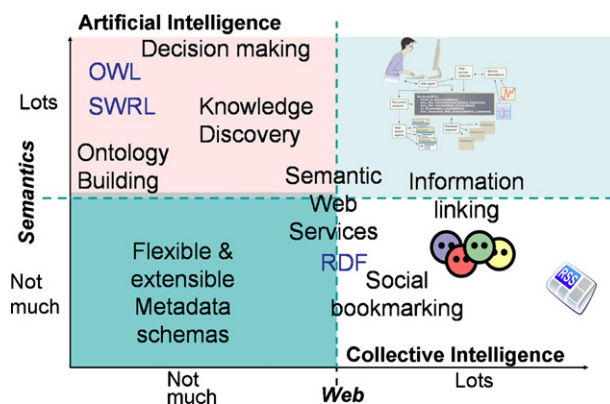 Artificial Intelligence
Decision making
OWL
Lots
SWRL
Knowledge
Discovery
Ontology
Building
Semantics
Semantic
Web
Services
Information
linking
RDF
Flexible &
extensible
Metadata
schemas
Not
much
Social
bookmarking
RSS
Collective Intelligence
Not
much
Web
Lots